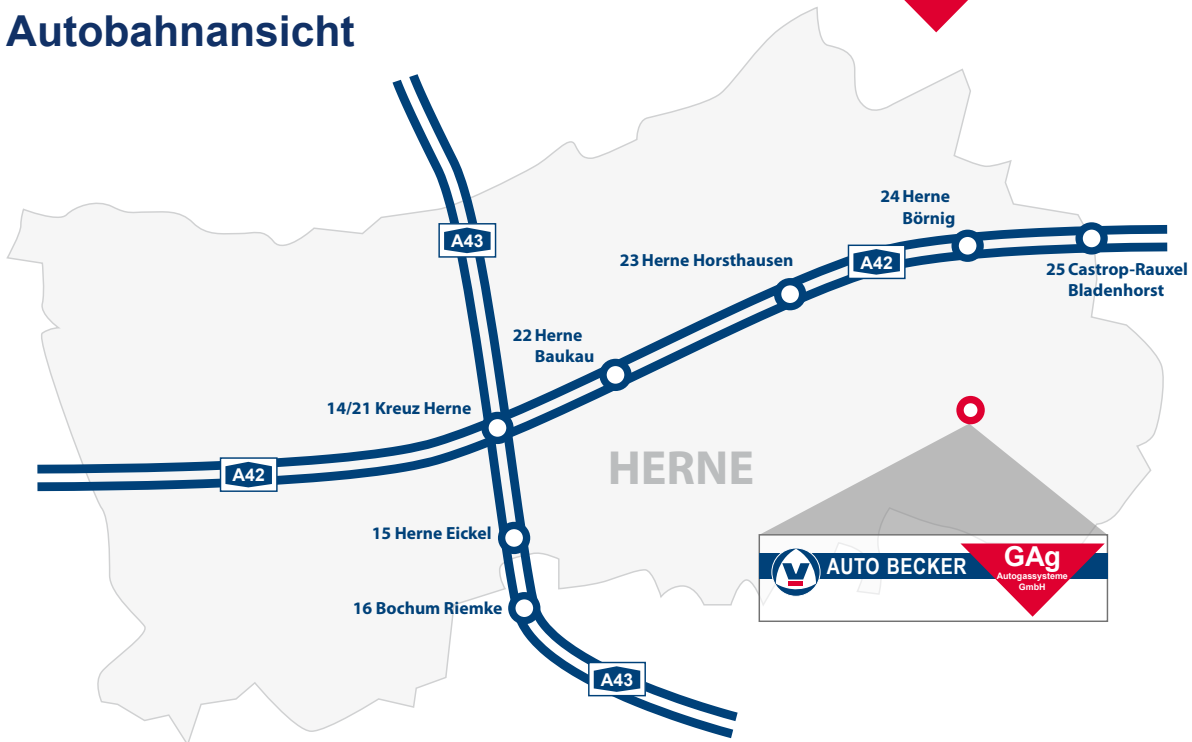 Autobahnansicht
A43
24 Herne
Börnig
23 Herne Horsthausen
A42
25 Castrop-Rauxel
Bladenhorst
22 Herne
Baukau
14/21 Kreuz Herne
HERNE
A42
15 Herne Eickel
AUTO BECKER
GAg
Autogassysteme
GmbH
16 Bochum Riemke
A43